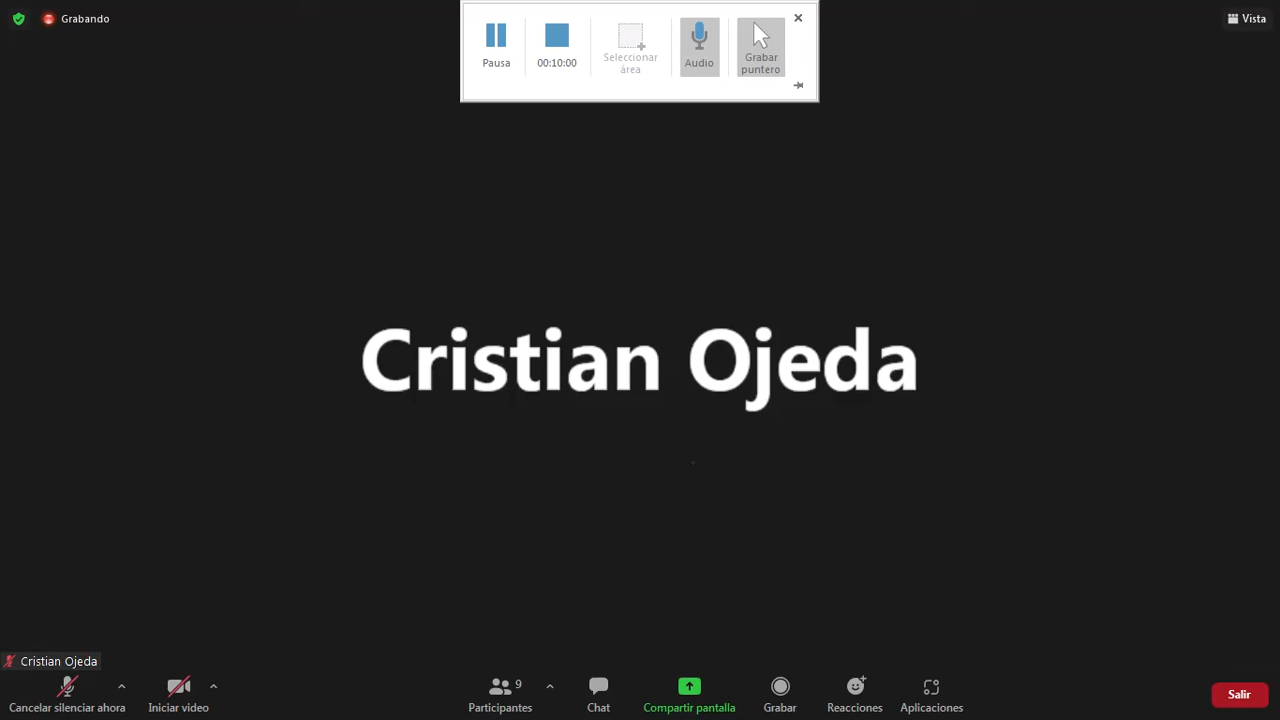 Grabando
Pausa
00:10:00
Seleccionar
área
Audio
Grabar
puntero
Vista
Cristian Ojeda
Cristian Ojeda
Cancelar silenciar ahora
Iniciar video
9
Participantes
Chat
Compartir pantalla
Grabar
Reacciones
Aplicaciones
Salir